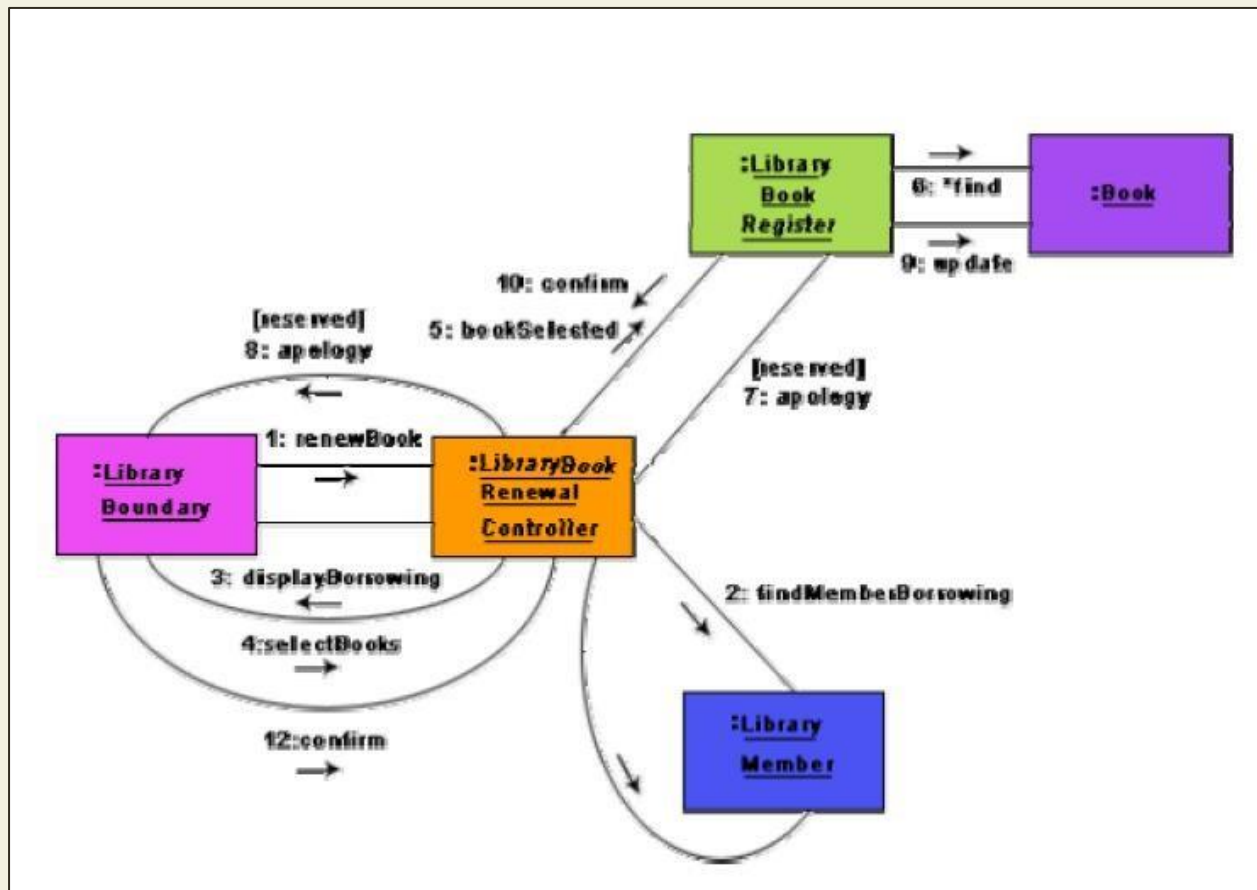 :Library
Book
Register
6: *find
:Book
9: update
10: confirm
5: bookSelected
[reserved]
8: apology
[reserved]
7: apology
1: renewBook
:Library
Boundary
:LibraryBook
Renewal
Controller
3: displayBorrowing
2: findMemberBorrowing
4:selectBooks
12:confirm
:Library
Member